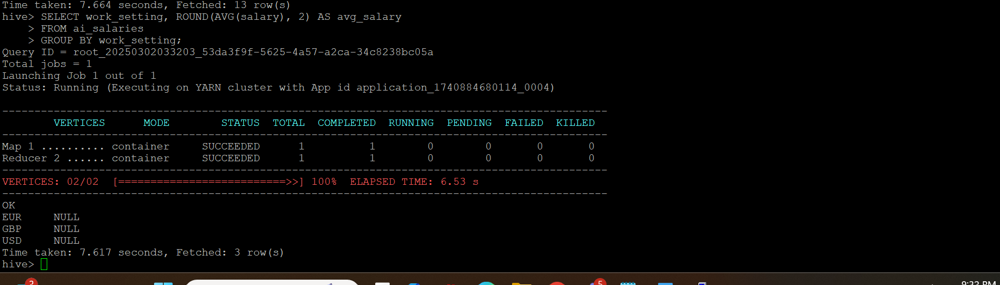 Time taken: 7.664 seconds, Fetched: 13 row(s)
hive> SELECT work_setting, ROUND(AVG(salary), 2) AS avg_salary
    > FROM ai_salaries
    > GROUP BY work_setting;
Query ID = root_20250302033203_53da3f9f-5625-4a57-a2ca-34c8238bc05a
Total jobs = 1
Launching Job 1 out of 1
Status: Running (Executing on YARN cluster with App id application_1740884680114_0004)
----------------------------------------------------------------------------------------------
        VERTICES      MODE        STATUS  TOTAL  COMPLETED  RUNNING  PENDING  FAILED  KILLED
----------------------------------------------------------------------------------------------
Map 1 .......... container     SUCCEEDED      1          1        0        0       0       0
Reducer 2 ...... container     SUCCEEDED      1          1        0        0       0       0
----------------------------------------------------------------------------------------------
VERTICES: 02/02  [==========================>>] 100%  ELAPSED TIME: 6.53 s
----------------------------------------------------------------------------------------------
OK
EUR     NULL
GBP     NULL
USD     NULL
Time taken: 7.617 seconds, Fetched: 3 row(s)
hive>
2
5
9:32 PM